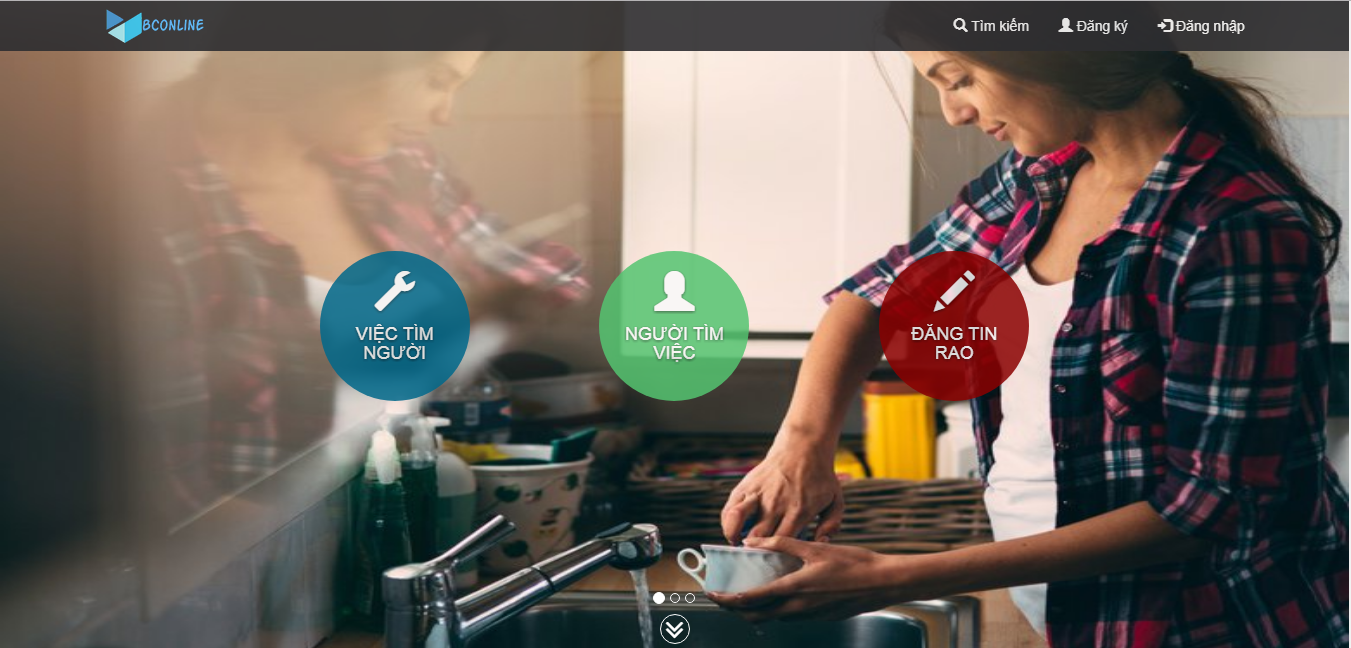 BCONLINE
Tìm kiếm
Đăng ký
Đăng nhập
VIỆC TÌM
NGƯỜI
NGƯỜI TÌM
VIỆC
ĐĂNG TIN
RAO